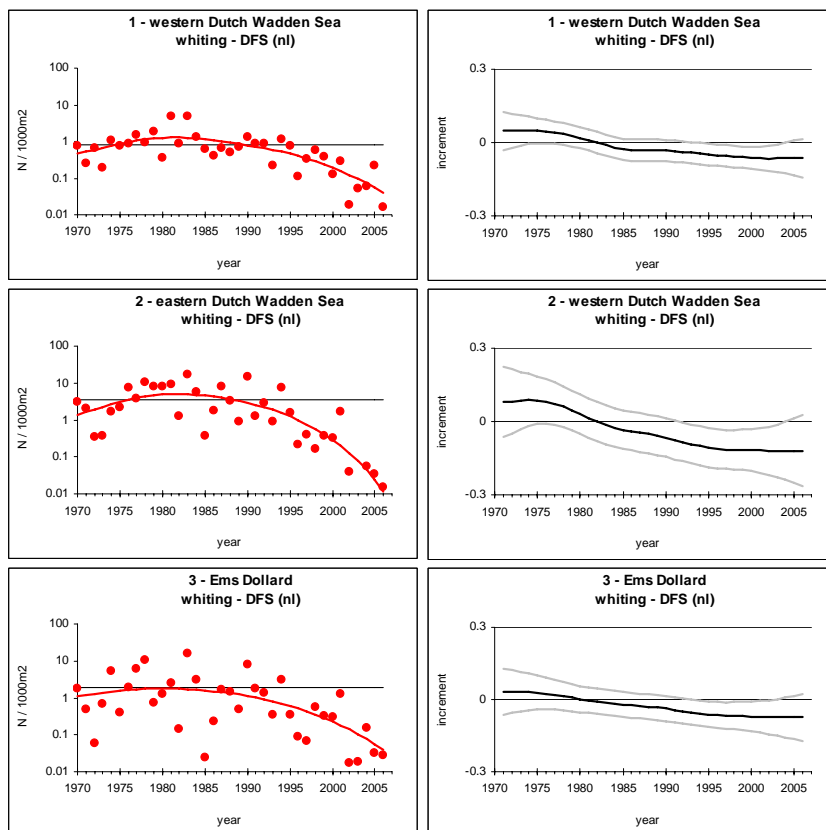 1 - western Dutch Wadden Sea
whiting - DFS (nl)
N / 1000m2
100
10
1
0.1
0.01
1970 1975 1980 1985 1990 1995 2000 2005
year
1 - western Dutch Wadden Sea
whiting - DFS (nl)
increment
0.3
0
-0.3
1970 1975 1980 1985 1990 1995 2000 2005
year
2 - eastern Dutch Wadden Sea
whiting - DFS (nl)
N / 1000m2
100
10
1
0.1
0.01
1970 1975 1980 1985 1990 1995 2000 2005
year
2 - western Dutch Wadden Sea
whiting - DFS (nl)
increment
0.3
0
-0.3
1970 1975 1980 1985 1990 1995 2000 2005
year
3 - Ems Dollard
whiting - DFS (nl)
N / 1000m2
100
10
1
0.1
0.01
1970 1975 1980 1985 1990 1995 2000 2005
year
3 - Ems Dollard
whiting - DFS (nl)
increment
0.3
0
-0.3
1970 1975 1980 1985 1990 1995 2000 2005
year